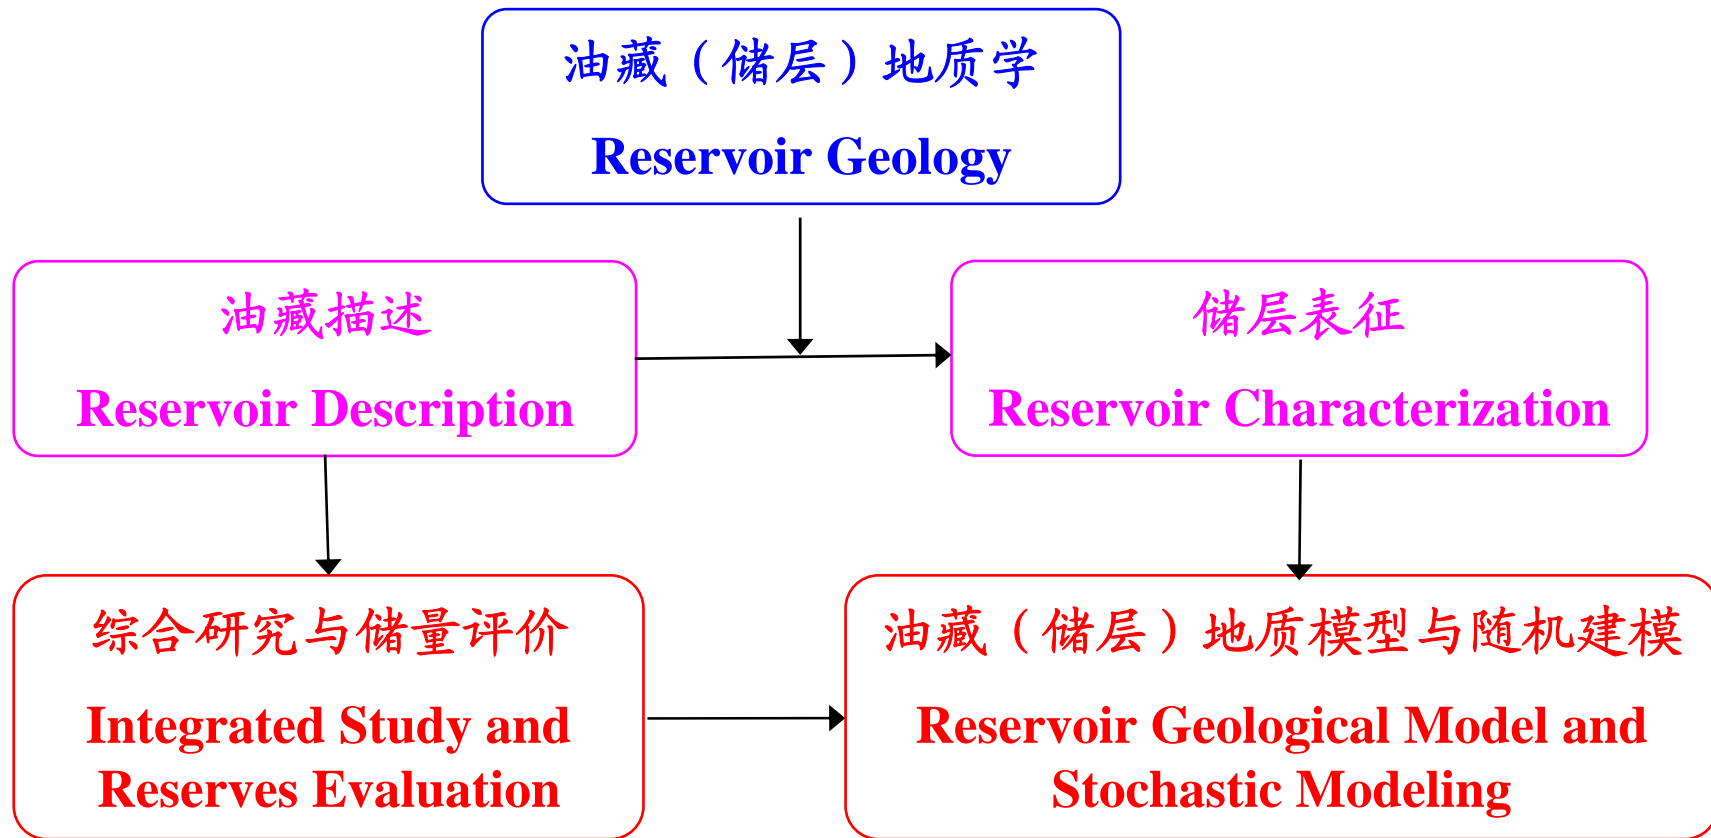 油藏（储层）地质学
Reservoir Geology
油藏描述
Reservoir Description
储层表征
Reservoir Characterization
综合研究与储量评价
Integrated Study and
Reserves Evaluation
油藏（储层）地质模型与随机建模
Reservoir Geological Model and
Stochastic Modeling